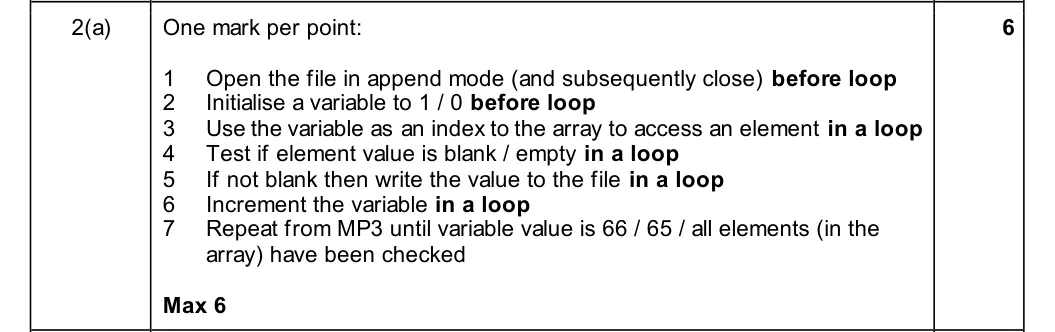 2(a) One mark per point: 6
1 Open the file in append mode (and subsequently close) before loop
2 Initialise a variable to 1 / 0 before loop
3 Use the variable as an index to the array to access an element in a loop
4 Test if element value is blank / empty in a loop
5 If not blank then write the value to the file in a loop
6 Increment the variable in a loop
7 Repeat from MP3 until variable value is 66 / 65 / all elements (in the
array) have been checked
Max 6